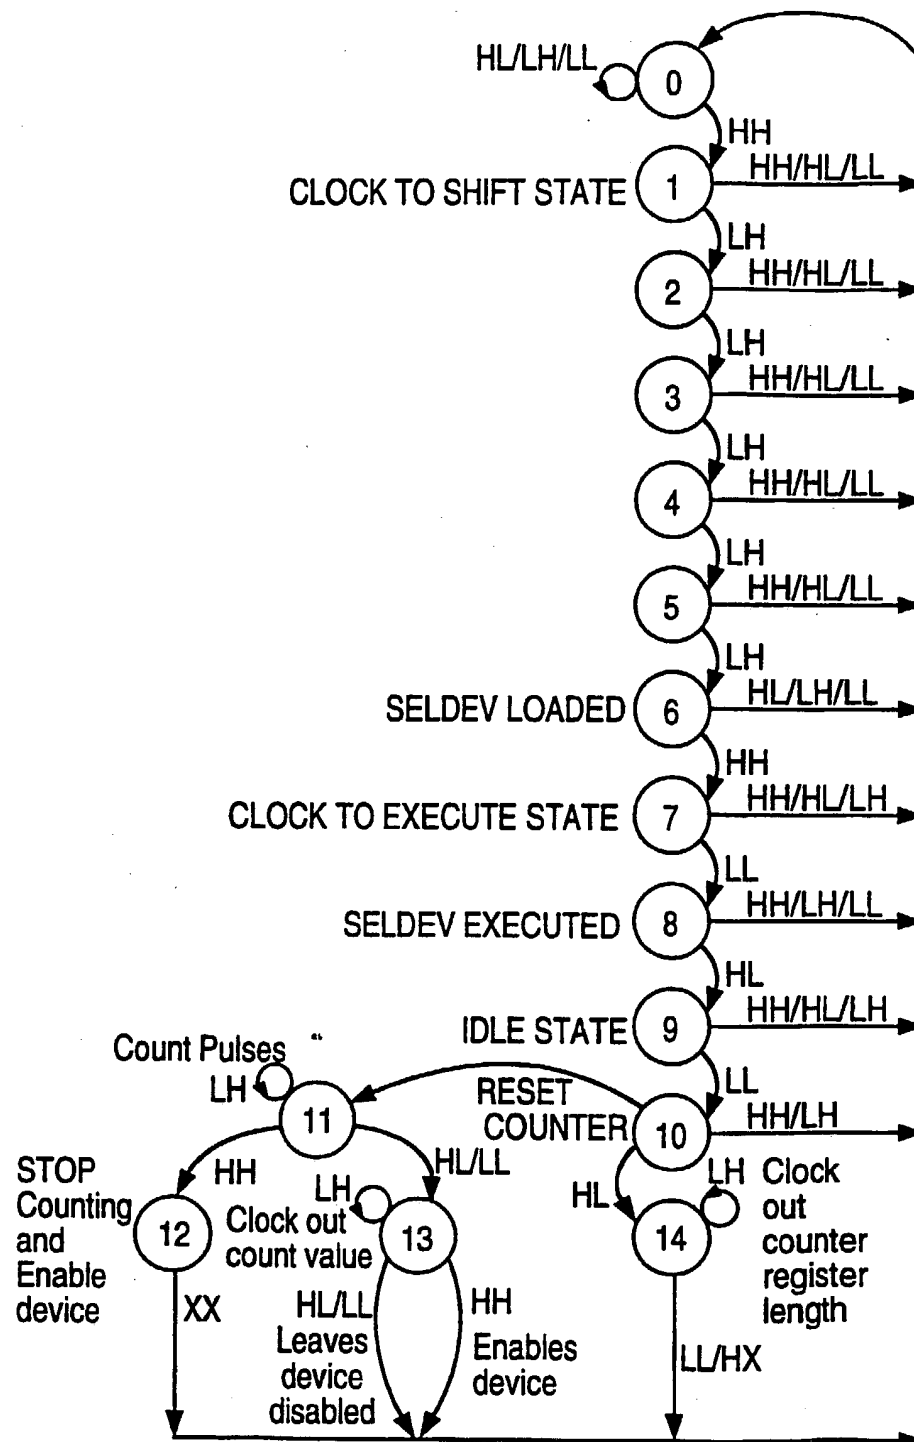 HL/LH/LL
0
HH
CLOCK TO SHIFT STATE
1
HH/HL/LL
LH
2
HH/HL/LL
LH
3
HH/HL/LL
LH
4
HH/HL/LL
LH
5
HH/HL/LL
LH
SELDEV LOADED
6
HL/LH/LL
HH
CLOCK TO EXECUTE STATE
7
HH/HL/LH
LL
SELDEV EXECUTED
8
HH/LH/LL
HL
IDLE STATE
9
HH/HL/LH
LL
RESET
COUNTER
10
HH/LH
Count Pulses
LH
11
HH
HL/LL
HL
STOP
Counting
and
Enable
device
12
XX
LH
Clock out
count value
13
HL/LL
Leaves
device
disabled
HH
Enables
device
14
LH
Clock
out
counter
register
length
LL/HX